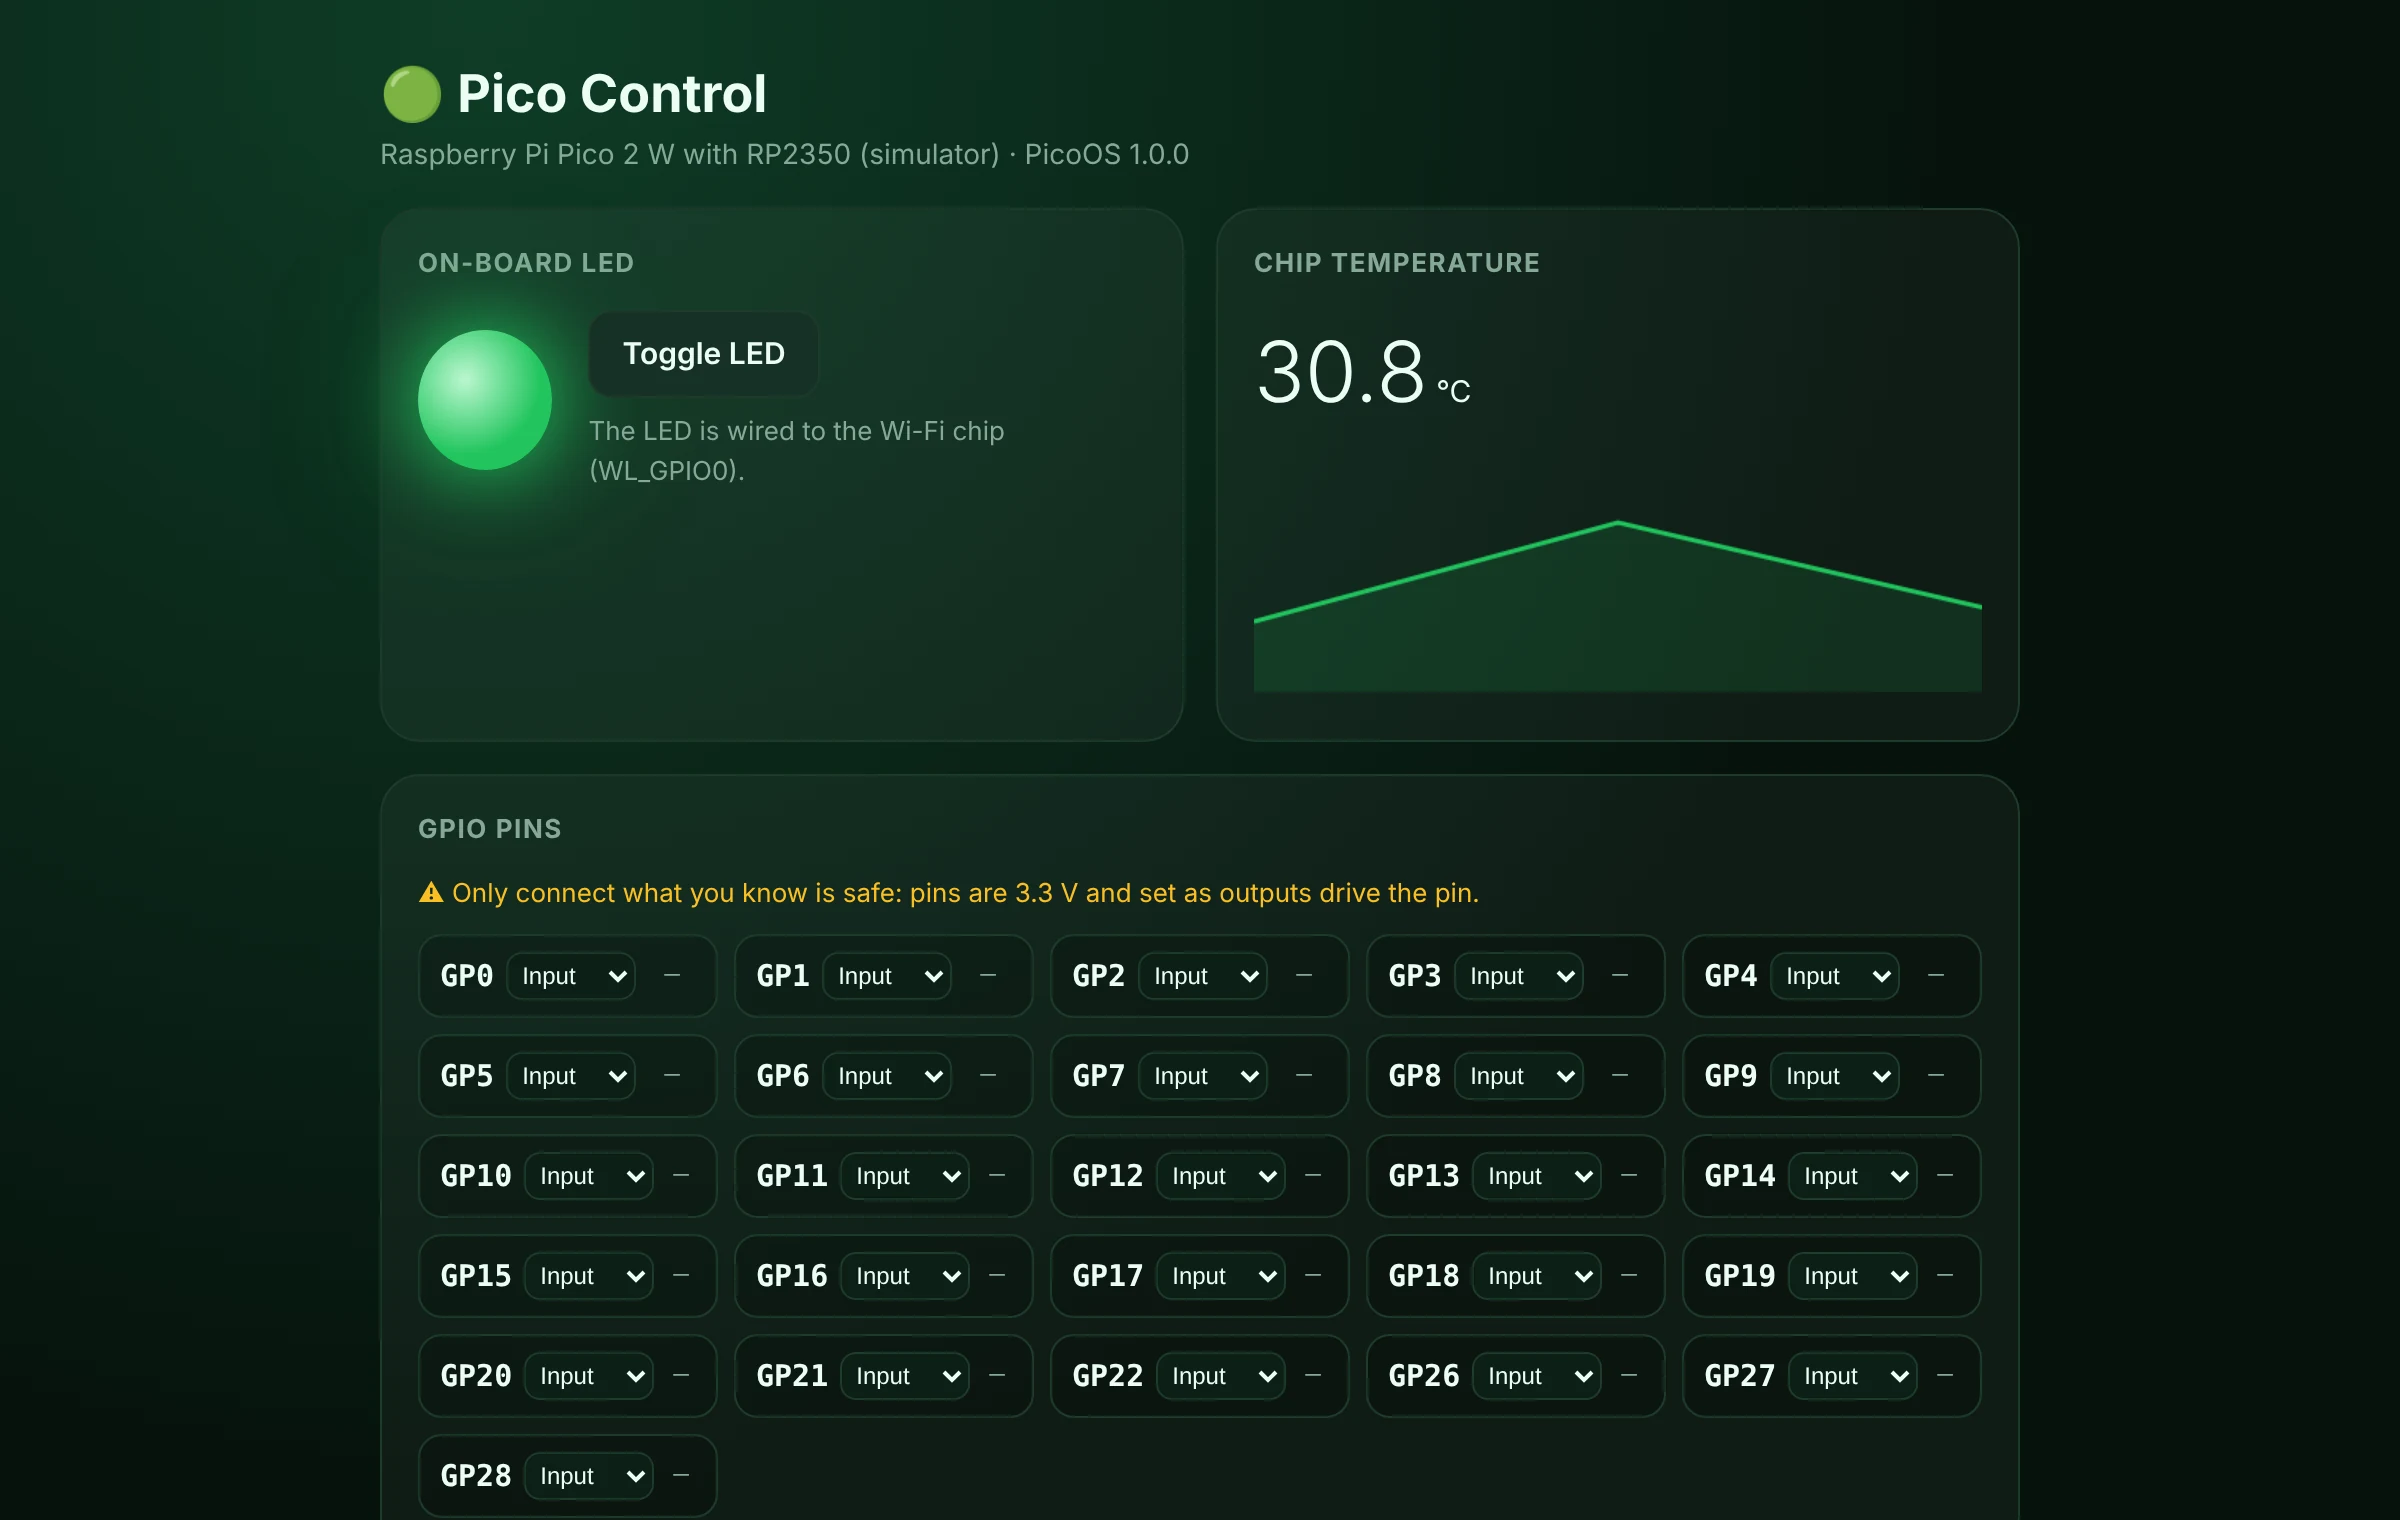 Pico Control
Raspberry Pi Pico 2 W with RP2350 (simulator) · PicoOS 1.0.0
ON-BOARD LED
Toggle LED
The LED is wired to the Wi-Fi chip
(WL_GPIO0).
CHIP TEMPERATURE
30.8 °C
GPIO PINS
⚠ Only connect what you know is safe: pins are 3.3 V and set as outputs drive the pin.
GP0 Input – GP1 Input – GP2 Input – GP3 Input – GP4 Input –
GP5 Input – GP6 Input – GP7 Input – GP8 Input – GP9 Input –
GP10 Input – GP11 Input – GP12 Input – GP13 Input – GP14 Input –
GP15 Input – GP16 Input – GP17 Input – GP18 Input – GP19 Input –
GP20 Input – GP21 Input – GP22 Input – GP26 Input – GP27 Input –
GP28 Input –